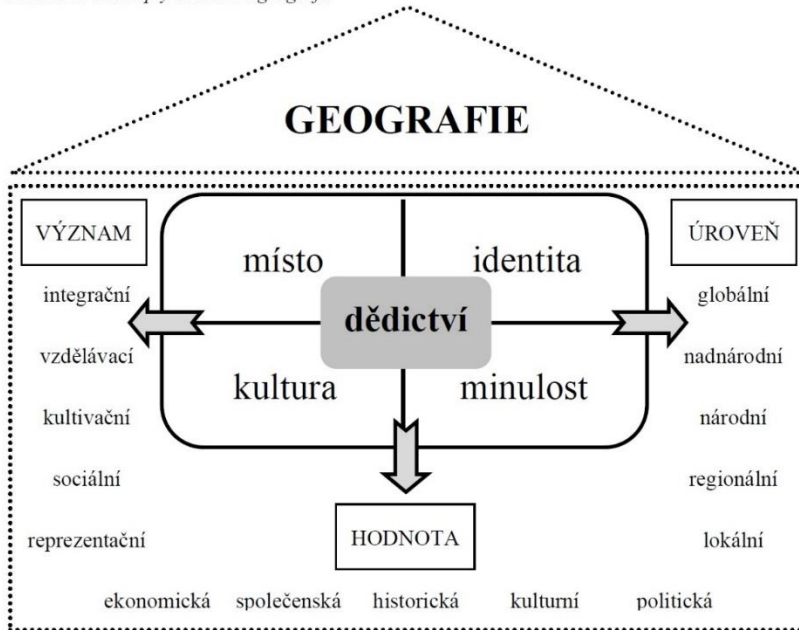 GEOGRAFIE
VÝZNAM
integrační
vzdělávací
kultivační
sociální
reprezentační
místo
identita
dědictví
kultura
minulost
HODNOTA
ekonomická společenská historická kulturní politická
ÚROVEŇ
globální
nadnárodní
národní
regionální
lokální